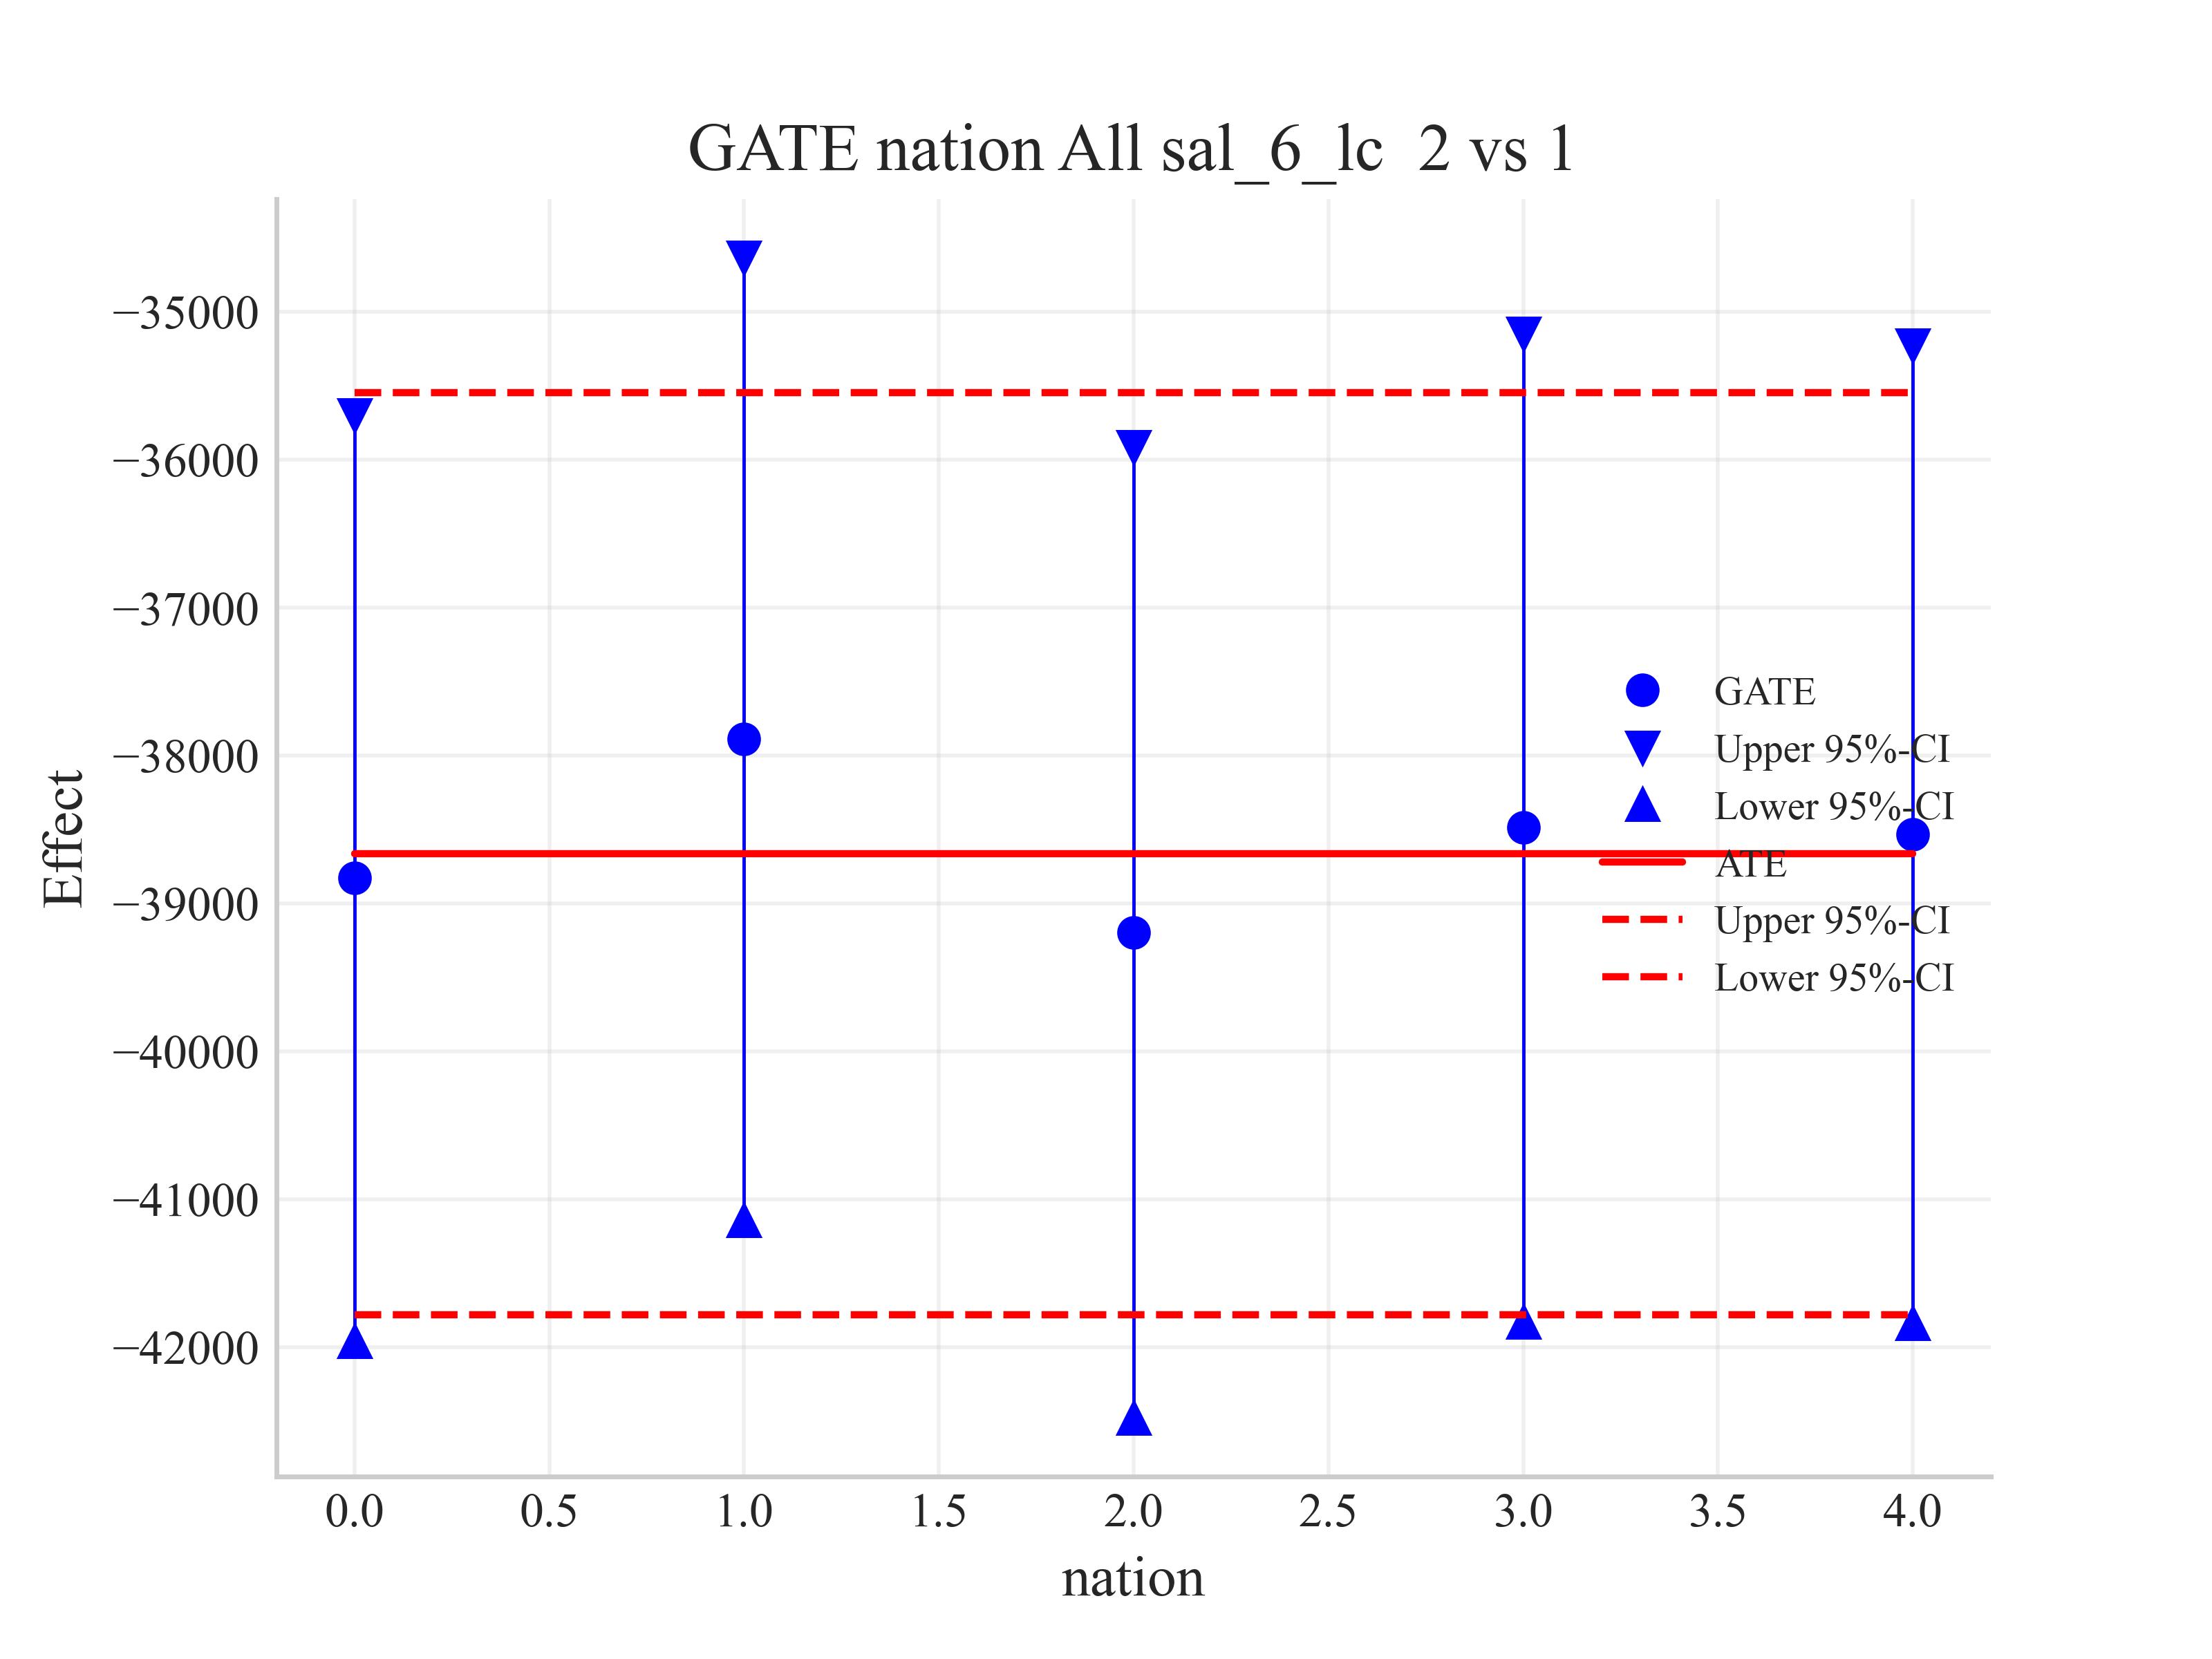 GATE nation All sal_6_lc  2 vs 1
Effect
−35000
−36000
−37000
−38000
−39000
−40000
−41000
−42000
GATE
Upper 95%-CI
Lower 95%-CI
ATE
Upper 95%-CI
Lower 95%-CI
0.0 0.5 1.0 1.5 2.0 2.5 3.0 3.5 4.0
nation